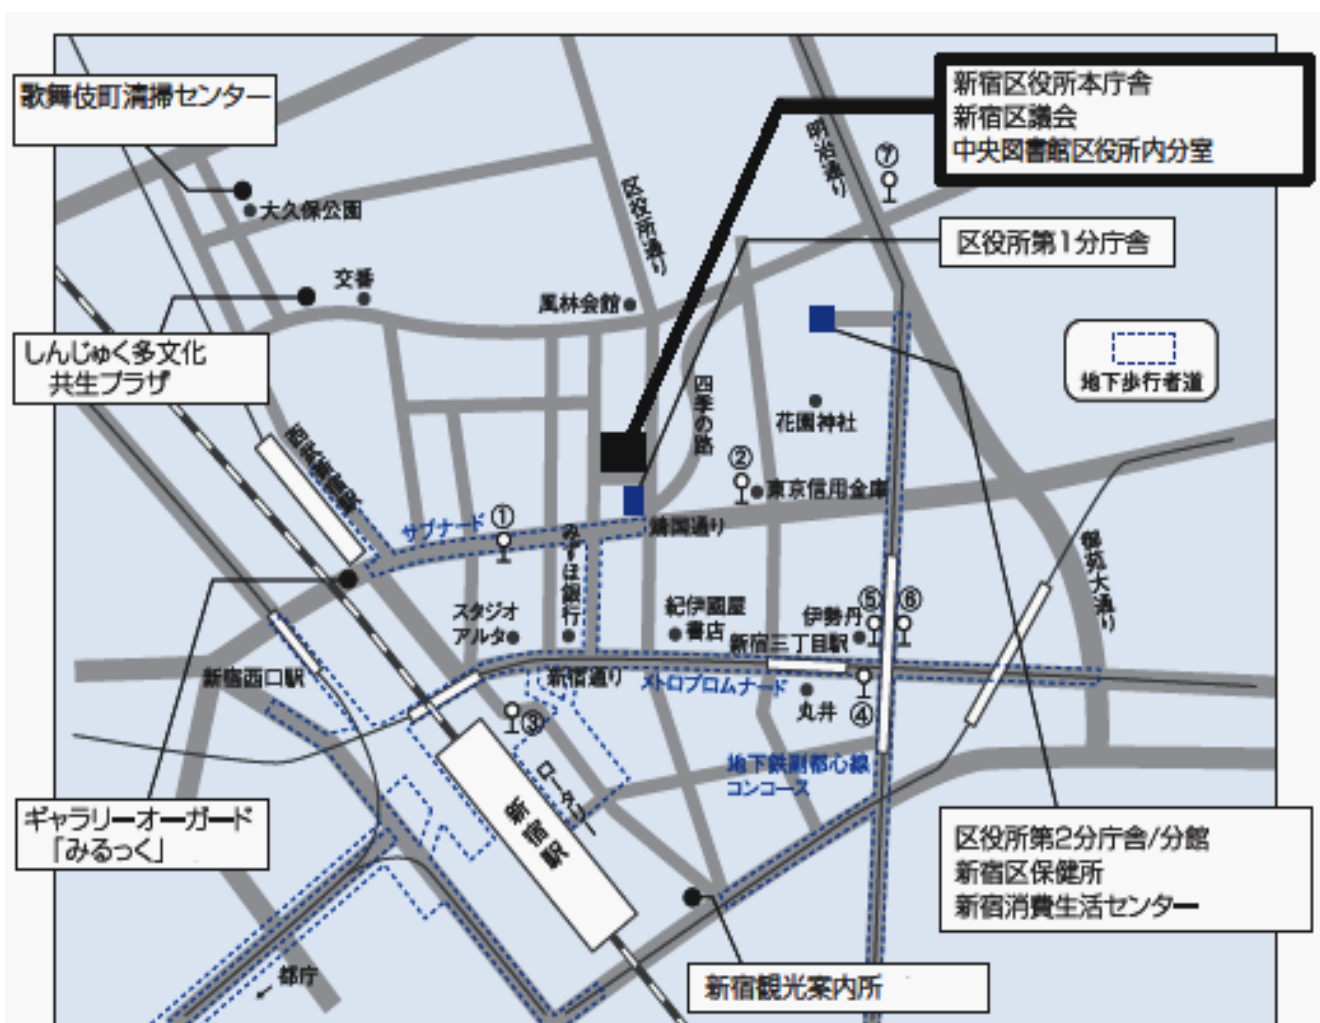 歌舞伎町清掃センター
新宿区役所本庁舎
新宿区議会
中央図書館区役所内分室
明治通り
⑦
区役所通り
大久保公園
区役所第1分庁舎
交番
風林会館
しんじゅく多文化
共生プラザ
地下歩行者道
四季の路
花園神社
西武新宿駅
②
東京信用金庫
サブナード
①
靖国通り
みずほ銀行
御苑大通り
スタジオ
アルタ
紀伊國屋
書店
伊勢丹
⑤
⑥
新宿三丁目駅
新宿西口駅
新宿通り
メトロプロムナード
丸井
④
③
地下鉄副都心線
コンコース
ロータリー
新宿駅
ギャラリーオーガード
「みるっく」
区役所第2分庁舎/分館
新宿区保健所
新宿消費生活センター
都庁
新宿観光案内所